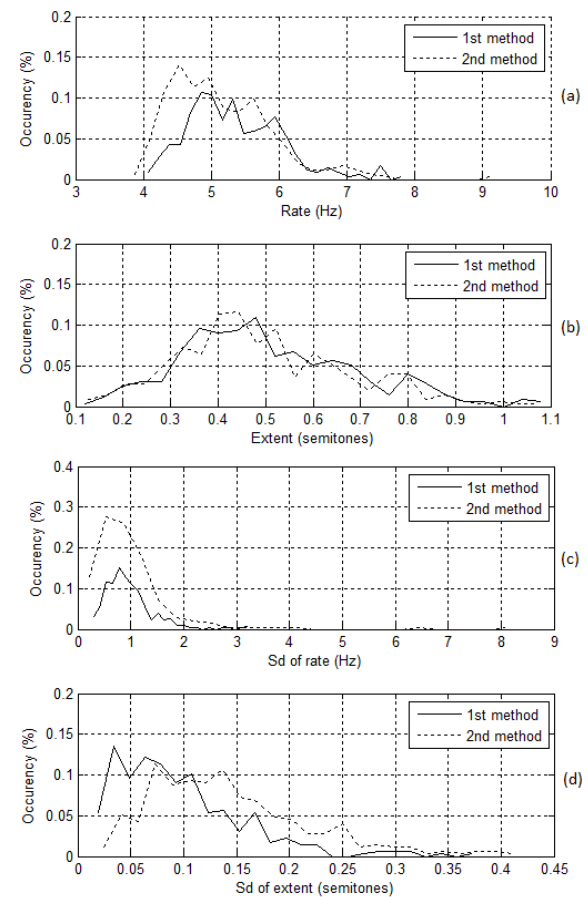 0.2
0.15
0.1
0.05
0
Occurency (%)
1st method
2nd method
(a)
3 4 5 6 7 8 9 10
Rate (Hz)
0.2
0.15
0.1
0.05
0
Occurency (%)
1st method
2nd method
(b)
0.1 0.2 0.3 0.4 0.5 0.6 0.7 0.8 0.9 1 1.1
Extent (semitones)
0.4
0.3
0.2
0.1
0
Occurency (%)
1st method
2nd method
(c)
0 1 2 3 4 5 6 7 8 9
Sd of rate (Hz)
0.2
0.15
0.1
0.05
0
Occurency (%)
1st method
2nd method
(d)
0 0.05 0.1 0.15 0.2 0.25 0.3 0.35 0.4 0.45
Sd of extent (semitones)